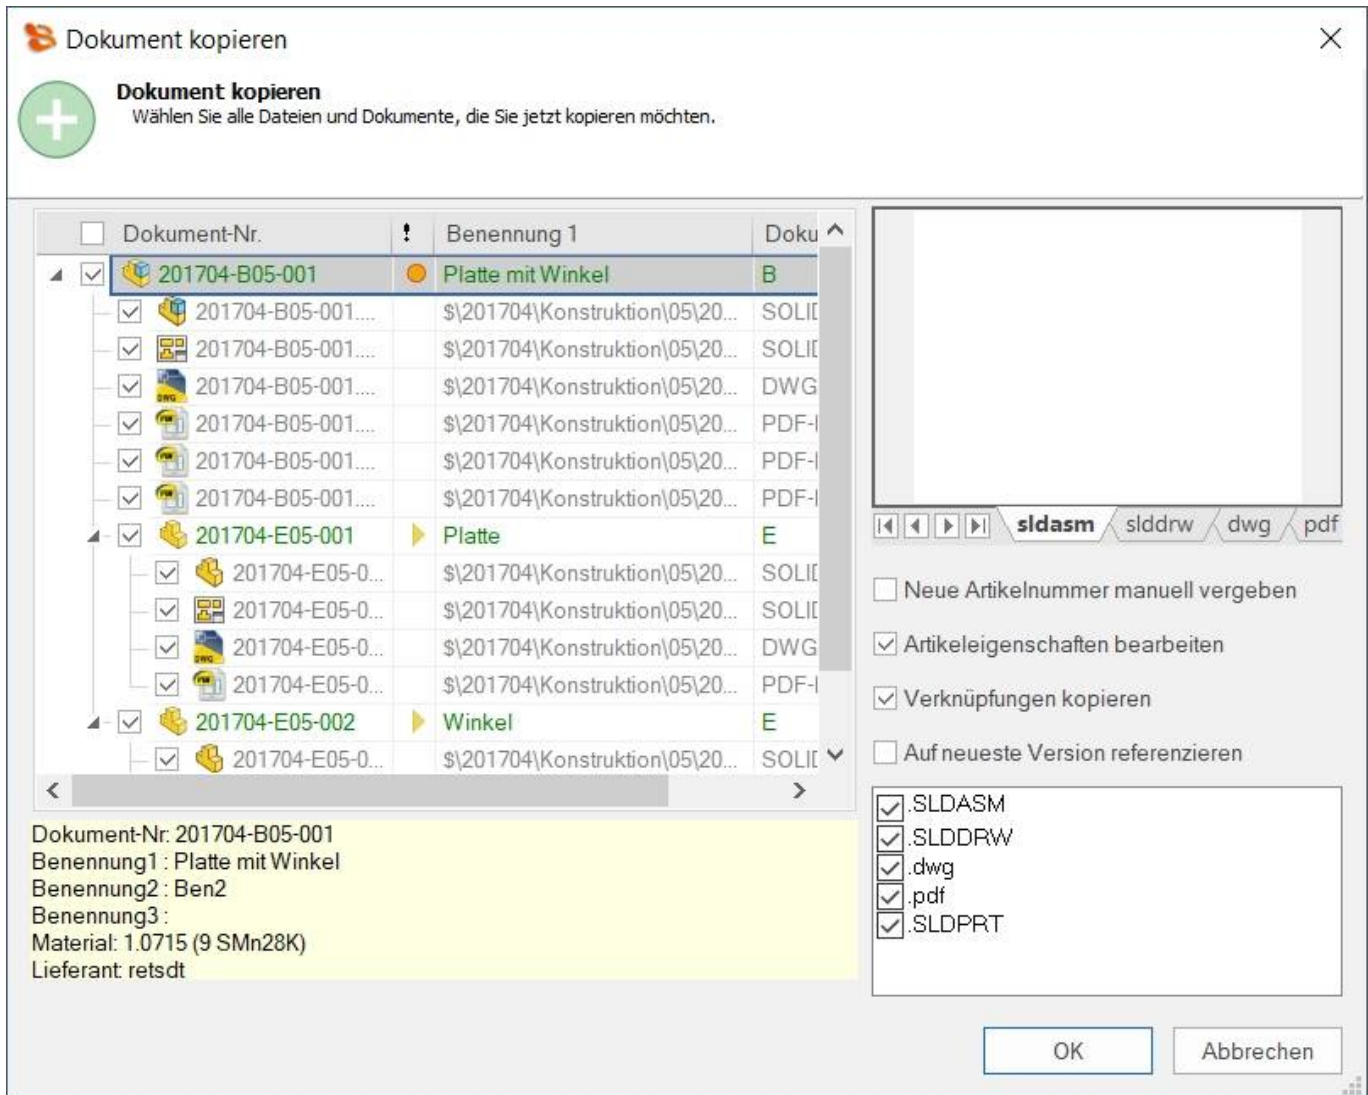 Dokument kopieren
Dokument kopieren
Wählen Sie alle Dateien und Dokumente, die Sie jetzt kopieren möchten.
Dokument-Nr. ! Benennung 1 Doku
201704-B05-001 Platte mit Winkel B
201704-B05-001.... $\201704\Konstruktion\05\20... SOLID
201704-B05-001.... $\201704\Konstruktion\05\20... SOLID
DWG 201704-B05-001.... $\201704\Konstruktion\05\20... DWG
201704-B05-001.... $\201704\Konstruktion\05\20... PDF-I
201704-B05-001.... $\201704\Konstruktion\05\20... PDF-I
201704-B05-001.... $\201704\Konstruktion\05\20... PDF-I
201704-E05-001 Platte E
201704-E05-0... $\201704\Konstruktion\05\20... SOLID
201704-E05-0... $\201704\Konstruktion\05\20... SOLID
DWG 201704-E05-0... $\201704\Konstruktion\05\20... DWG
201704-E05-0... $\201704\Konstruktion\05\20... PDF-I
201704-E05-002 Winkel E
201704-E05-0... $\201704\Konstruktion\05\20... SOLID
Dokument-Nr: 201704-B05-001
Benennung1 : Platte mit Winkel
Benennung2 : Ben2
Benennung3 :
Material: 1.0715 (9 SMn28K)
Lieferant: retsdt
sldasm slddrw dwg pdf
Neue Artikelnummer manuell vergeben
Artikeleigenschaften bearbeiten
Verknüpfungen kopieren
Auf neueste Version referenzieren
.SLDASM
.SLDDRW
.dwg
.pdf
.SLDPRT
OK Abbrechen